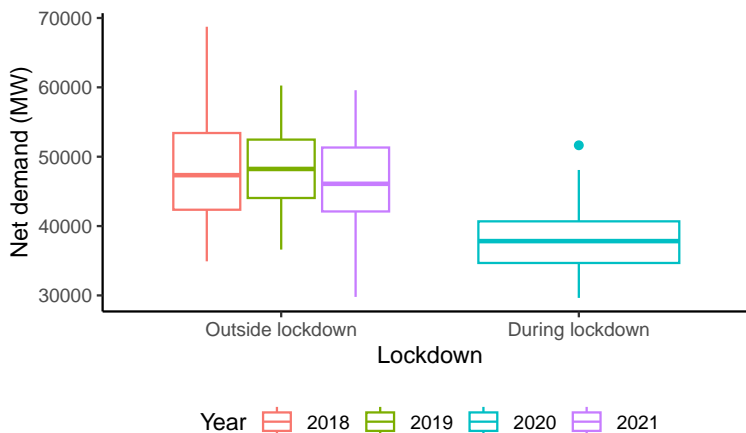 70000
60000
50000
40000
30000
Net demand (MW)
Outside lockdown
During lockdown
Lockdown
Year 2018 2019 2020 2021